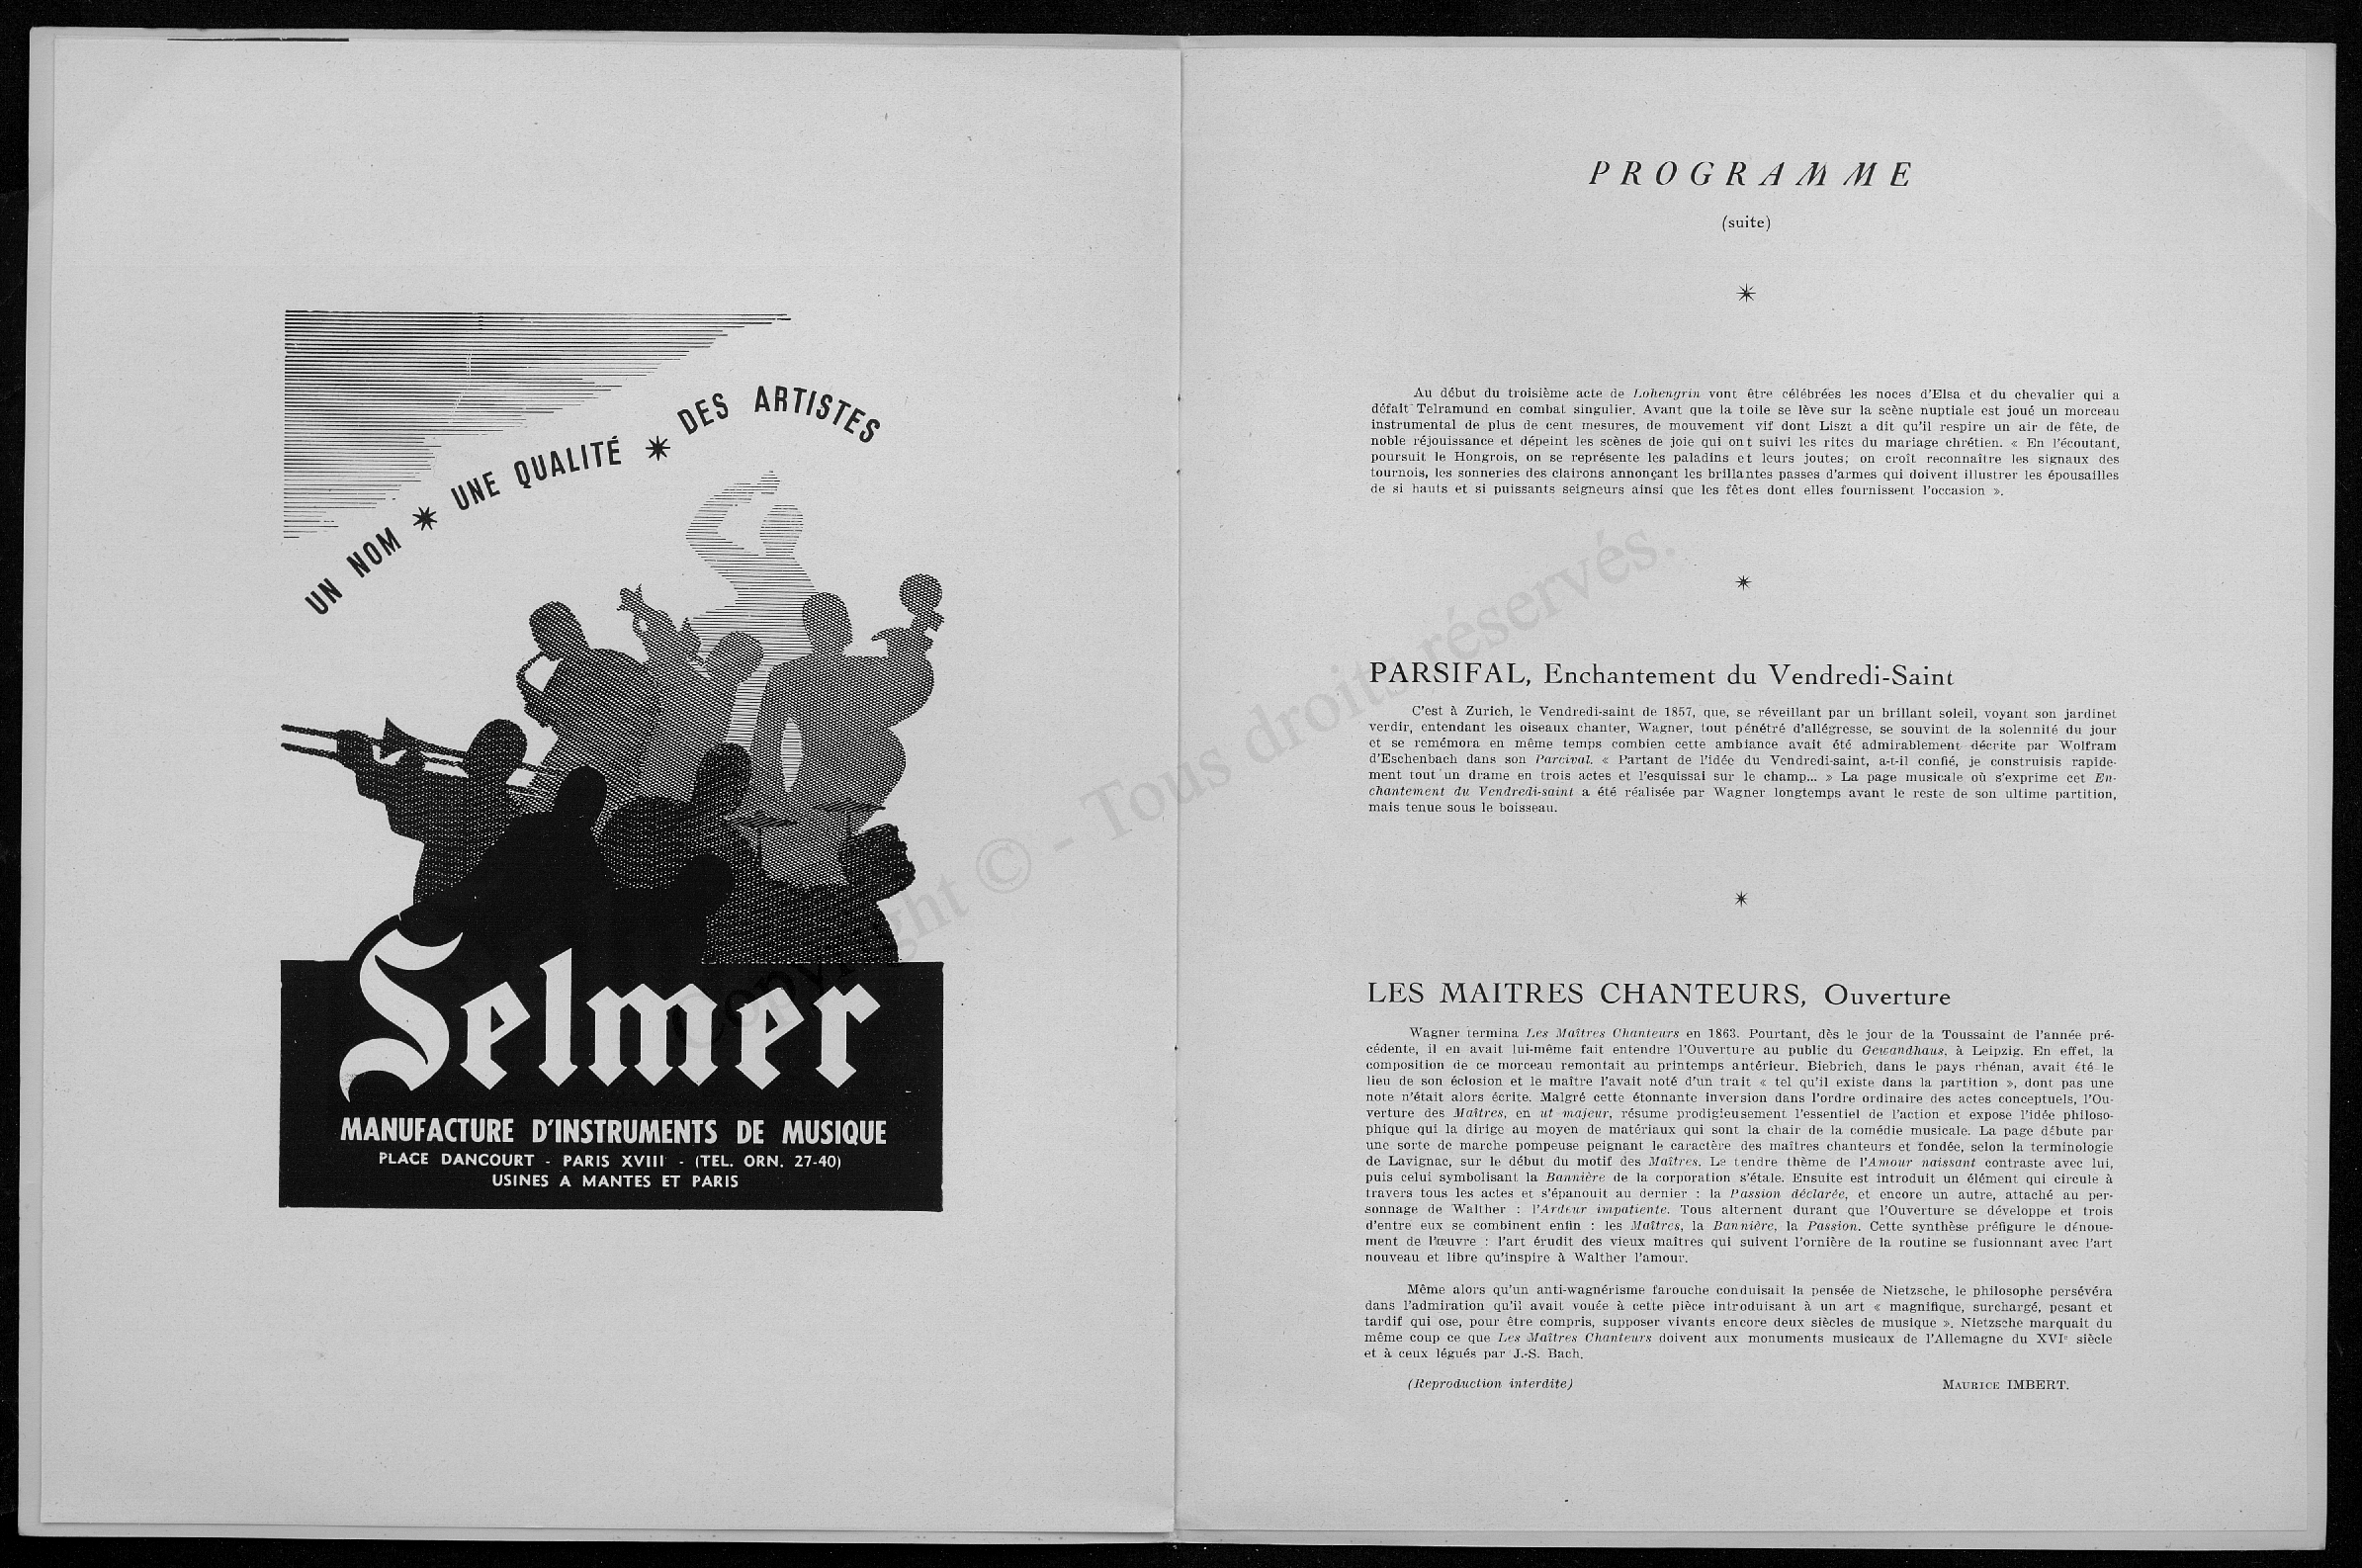 UN NOM * UNE QUALITÉ * DES ARTISTES
Selmer
MANUFACTURE D'INSTRUMENTS DE MUSIQUE
PLACE DANCOURT - PARIS XVIII - (TEL. ORN. 27-40)
USINES A MANTES ET PARIS
PROGRAMME
(suite)
*
Au début du troisième acte de Lohengrin vont être célébrées les noces d'Elsa et du chevalier qui a
défait Telramund en combat singulier. Avant que la toile se lève sur la scène nuptiale est joué un morceau
instrumental de plus de cent mesures, de mouvement vif dont Liszt a dit qu'il respire un air de fête, de
noble réjouissance et dépeint les scènes de joie qui ont suivi les rites du mariage chrétien. « En l'écoutant,
poursuit le Hongrois, on se représente les paladins et leurs joutes; on croît reconnaître les signaux des
tournois, les sonneries des clairons annonçant les brillantes passes d'armes qui doivent illustrer les épousailles
de si hauts et si puissants seigneurs ainsi que les fêtes dont elles fournissent l'occasion ».
*
PARSIFAL, Enchantement du Vendredi-Saint
C'est à Zurich, le Vendredi-saint de 1857, que, se réveillant par un brillant soleil, voyant son jardinet
verdir, entendant les oiseaux chanter, Wagner, tout pénétré d'allégresse, se souvint de la solennité du jour
et se remémora en même temps combien cette ambiance avait été admirablement décrite par Wolfram
d'Eschenbach dans son Parcival. « Partant de l'idée du Vendredi-saint, a-t-il confié, je construisis rapide-
ment tout un drame en trois actes et l'esquissai sur le champ... » La page musicale où s'exprime cet En-
chantement du Vendredi-saint a été réalisée par Wagner longtemps avant le reste de son ultime partition,
mais tenue sous le boisseau.
*
LES MAITRES CHANTEURS, Ouverture
Wagner termina Les Maîtres Chanteurs en 1863. Pourtant, dès le jour de la Toussaint de l'année pré-
cédente, il en avait lui-même fait entendre l'Ouverture au public du Gewandhaus, à Leipzig. En effet, la
composition de ce morceau remontait au printemps antérieur. Biebrich, dans le pays rhénan, avait été le
lieu de son éclosion et le maître l'avait noté d'un trait « tel qu'il existe dans la partition », dont pas une
note n'était alors écrite. Malgré cette étonnante inversion dans l'ordre ordinaire des actes conceptuels, l'Ou-
verture des Maîtres, en ut majeur, résume prodigieusement l'essentiel de l'action et expose l'idée philoso-
phique qui la dirige au moyen de matériaux qui sont la chair de la comédie musicale. La page débute par
une sorte de marche pompeuse peignant le caractère des maîtres chanteurs et fondée, selon la terminologie
de Lavignac, sur le début du motif des Maîtres. Le tendre thème de l'Amour naissant contraste avec lui,
puis celui symbolisant la Bannière de la corporation s'étale. Ensuite est introduit un élément qui circule à
travers tous les actes et s'épanouit au dernier : la Passion déclarée, et encore un autre, attaché au per-
sonnage de Walther : l'Ardeur impatiente. Tous alternent durant que l'Ouverture se développe et trois
d'entre eux se combinent enfin : les Maîtres, la Bannière, la Passion. Cette synthèse préfigure le dénoue-
ment de l'œuvre : l'art érudit des vieux maîtres qui suivent l'ornière de la routine se fusionnant avec l'art
nouveau et libre qu'inspire à Walther l'amour.
Même alors qu'un anti-wagnérisme farouche conduisait la pensée de Nietzsche, le philosophe persévéra
dans l'admiration qu'il avait vouée à cette pièce introduisant à un art « magnifique, surchargé, pesant et
tardif qui ose, pour être compris, supposer vivants encore deux siècles de musique ». Nietzsche marquait du
même coup ce que Les Maîtres Chanteurs doivent aux monuments musicaux de l'Allemagne du XVIe siècle
et à ceux légués par J.-S. Bach.
(Reproduction interdite) MAURICE IMBERT.
Copyright © - Tous droits réservés.